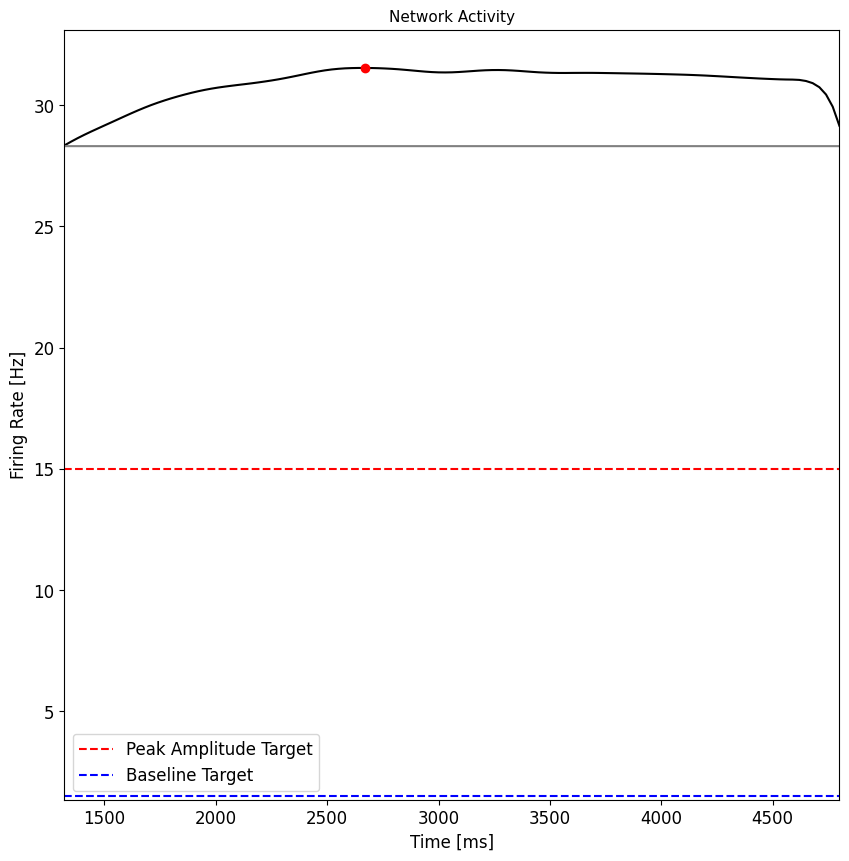 Network Activity
30
25
20
15
10
5
Firing Rate [Hz]
Peak Amplitude Target
Baseline Target
1500 2000 2500 3000 3500 4000 4500
Time [ms]